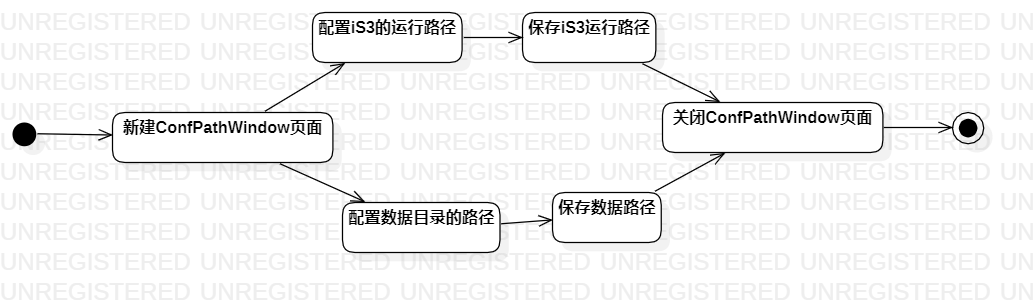 UNREGISTERED UNREGISTERED UNREGISTERED UNREGISTERED UNREGISTERED UN
配置iS3的运行路径
保存iS3运行路径
新建ConfPathWindow页面
关闭ConfPathWindow页面
配置数据目录的路径
保存数据路径